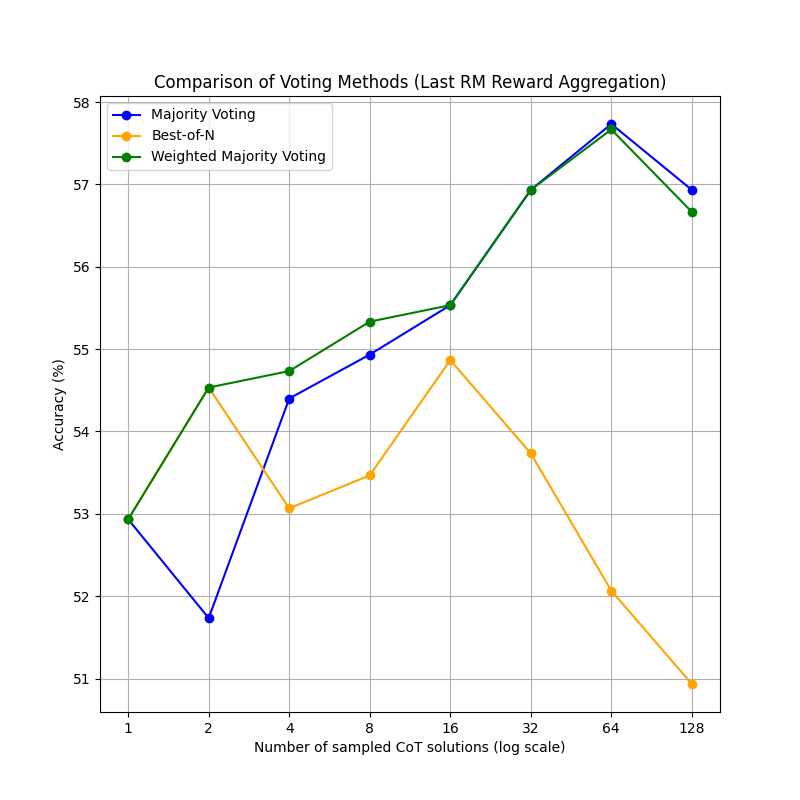 Comparison of Voting Methods (Last RM Reward Aggregation)
Majority Voting
Best-of-N
Weighted Majority Voting
58
57
56
55
54
53
52
51
Accuracy (%)
1 2 4 8 16 32 64 128
Number of sampled CoT solutions (log scale)